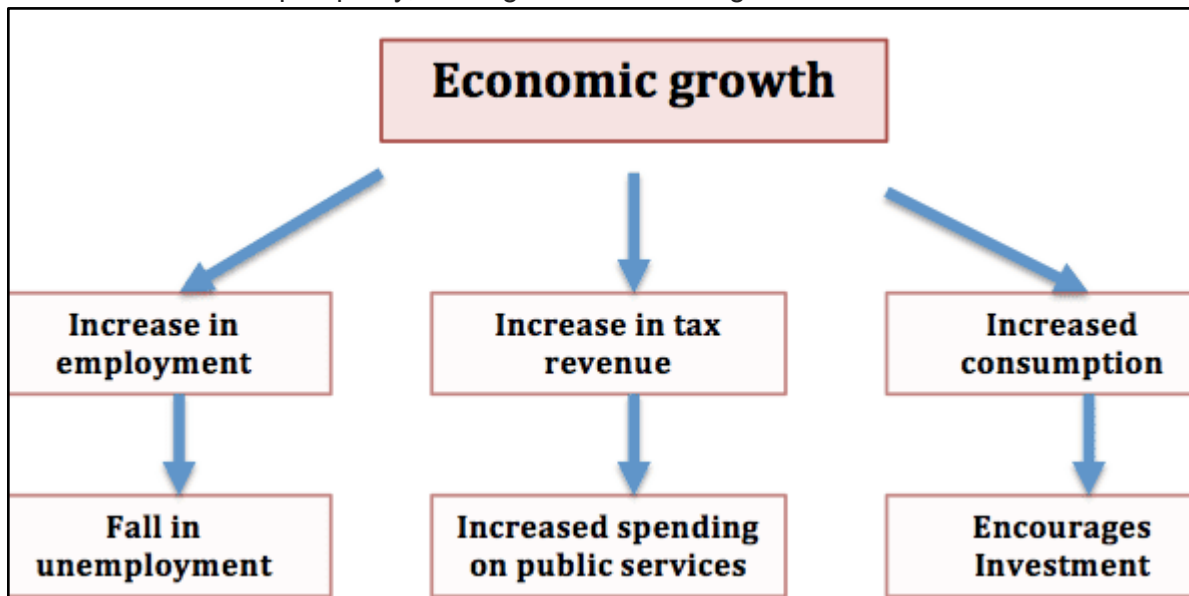 Economic growth
Increase in
employment
Increase in tax
revenue
Increased
consumption
Fall in
unemployment
Increased spending
on public services
Encourages
Investment